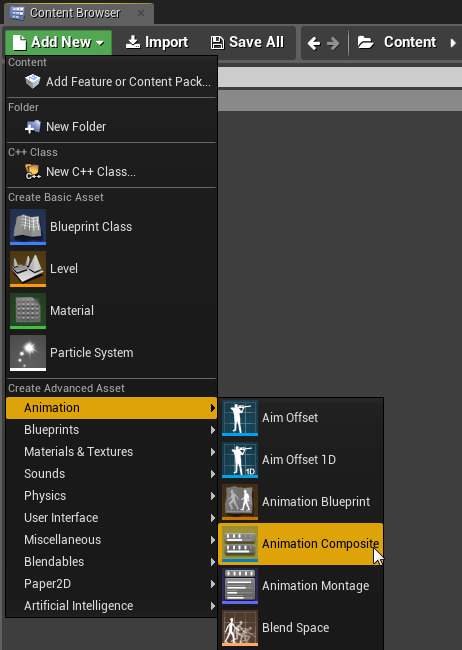 Content Browser
Add New
Import
Save All
Content
Content
Add Feature or Content Pack...
Folder
New Folder
C++ Class
C++
New C++ Class...
Create Basic Asset
Blueprint Class
Level
Material
Particle System
Create Advanced Asset
Animation
Blueprints
Materials & Textures
Sounds
Physics
User Interface
Miscellaneous
Blendables
Paper2D
Artificial Intelligence
Aim Offset
Aim Offset 1D
1D
Animation Blueprint
Animation Composite
Animation Montage
Blend Space